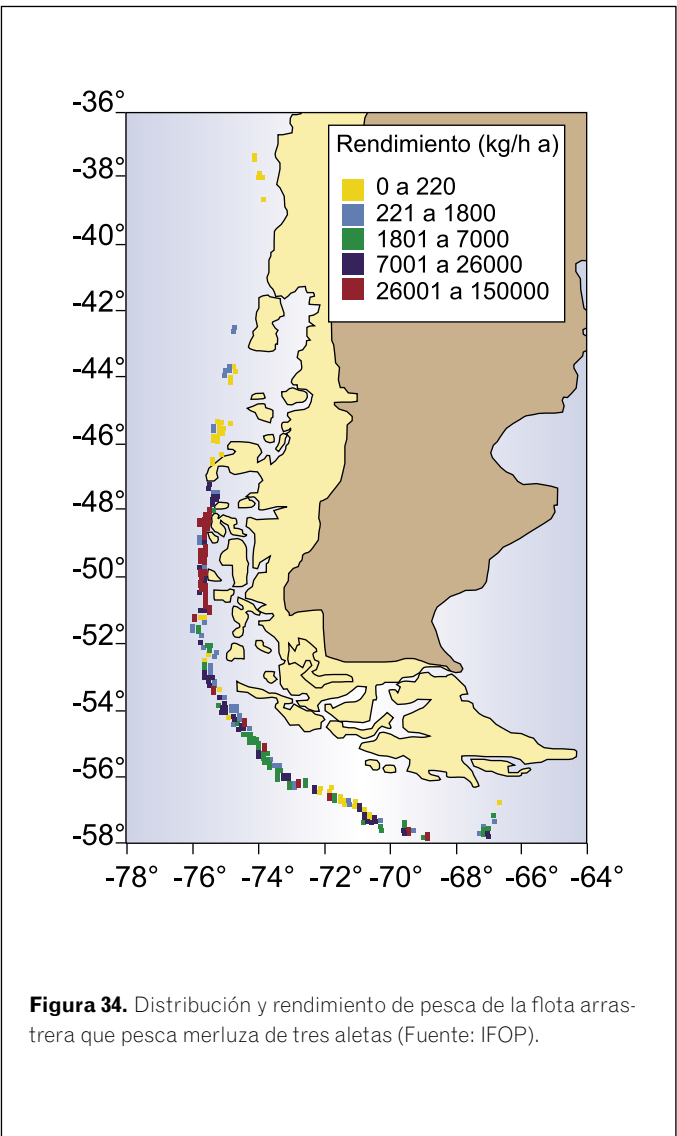 -36°
-38°
-40°
-42°
-44°
-46°
-48°
-50°
-52°
-54°
-56°
-58°
Rendimiento (kg/h a)
0 a 220
221 a 1800
1801 a 7000
7001 a 26000
26001 a 150000
-78° -76° -74° -72° -70° -68° -66° -64°
Figura 34. Distribución y rendimiento de pesca de la flota arras-
trera que pesca merluza de tres aletas (Fuente: IFOP).